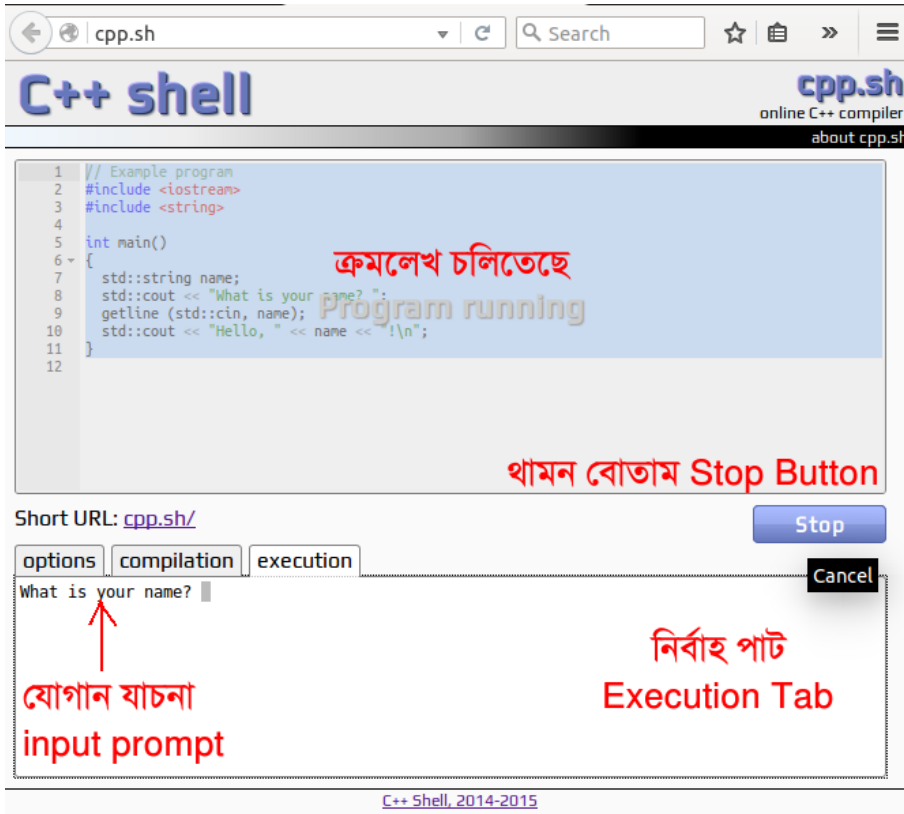 cpp.sh
Search
C++ shell
cpp.sh
online C++ compiler
about cpp.sh
1 // Example program
2 #include <iostream>
3 #include <string>
4
5 int main()
6 {
7 std::string name;
8 std::cout << "What is your name? ";
9 getline (std::cin, name);
10 std::cout << "Hello, " << name << "!\n";
11 }
12
ক্রমলেখ চলিতেছে
Program running
থামন বোতাম Stop Button
Short URL: cpp.sh/
Stop
options compilation execution
Cancel
What is your name?
নির্বাহ পাট
Execution Tab
যোগান যাচনা
input prompt
C++ Shell, 2014-2015